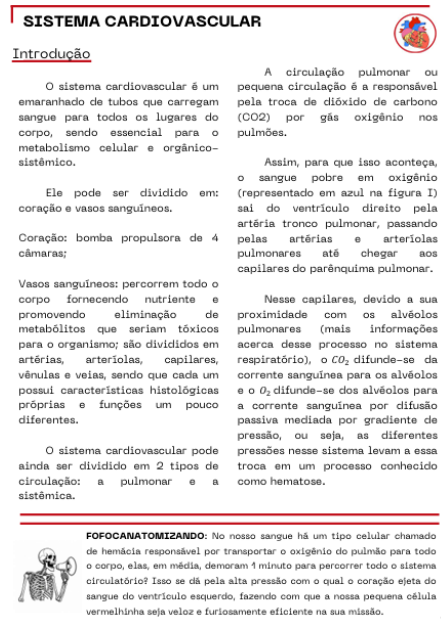 SISTEMA CARDIOVASCULAR
Introdução
O sistema cardiovascular é um
emaranhado de tubos que carregam
sangue para todos os lugares do
corpo, sendo essencial para o
metabolismo celular e orgânico-
sistêmico.
Ele pode ser dividido em:
coração e vasos sanguíneos.
Coração: bomba propulsora de 4
câmaras;
Vasos sanguíneos: percorrem todo o
corpo fornecendo nutriente e
promovendo eliminação de
metabólitos que seriam tóxicos
para o organismo; são divididos em
artérias, arteríolas, capilares,
vênulas e veias, sendo que cada um
possui características histológicas
próprias e funções um pouco
diferentes.
O sistema cardiovascular pode
ainda ser dividido em 2 tipos de
circulação: a pulmonar e a
sistêmica.
A circulação pulmonar ou
pequena circulação é a responsável
pela troca de dióxido de carbono
(CO2) por gás oxigênio nos
pulmões.
Assim, para que isso aconteça,
o sangue pobre em oxigênio
(representado em azul na figura I)
sai do ventrículo direito pela
artéria tronco pulmonar, passando
pelas artérias e arteríolas
pulmonares até chegar aos
capilares do parênquima pulmonar.
Nesse capilares, devido a sua
proximidade com os alvéolos
pulmonares (mais informações
acerca desse processo no sistema
respiratório), o CO₂ difunde-se da
corrente sanguínea para os alvéolos
e o O₂ difunde-se dos alvéolos para
a corrente sanguínea por difusão
passiva mediada por gradiente de
pressão, ou seja, as diferentes
pressões nesse sistema levam a essa
troca em um processo conhecido
como hematose.
FOFOCANATOMIZANDO: No nosso sangue há um tipo celular chamado
de hemácia responsável por transportar o oxigênio do pulmão para todo
o corpo, elas, em média, demoram 1 minuto para percorrer todo o sistema
circulatório? Isso se dá pela alta pressão com o qual o coração ejeta do
sangue do ventrículo esquerdo, fazendo com que a nossa pequena célula
vermelhinha seja veloz e furiosamente eficiente na sua missão.